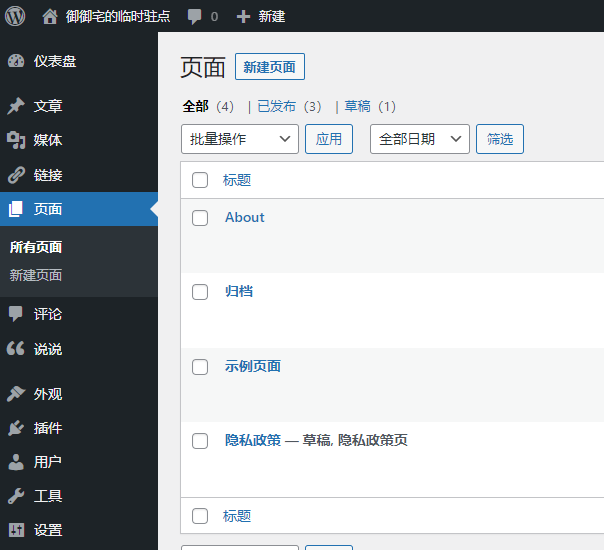 御御宅的临时驻点 0 新建
仪表盘
文章
媒体
链接
页面
所有页面
新建页面
评论
说说
外观
插件
用户
工具
设置
页面 新建页面
全部（4） | 已发布（3） | 草稿（1）
批量操作 应用 全部日期 筛选
标题
About
归档
示例页面
隐私政策 — 草稿, 隐私政策页
标题